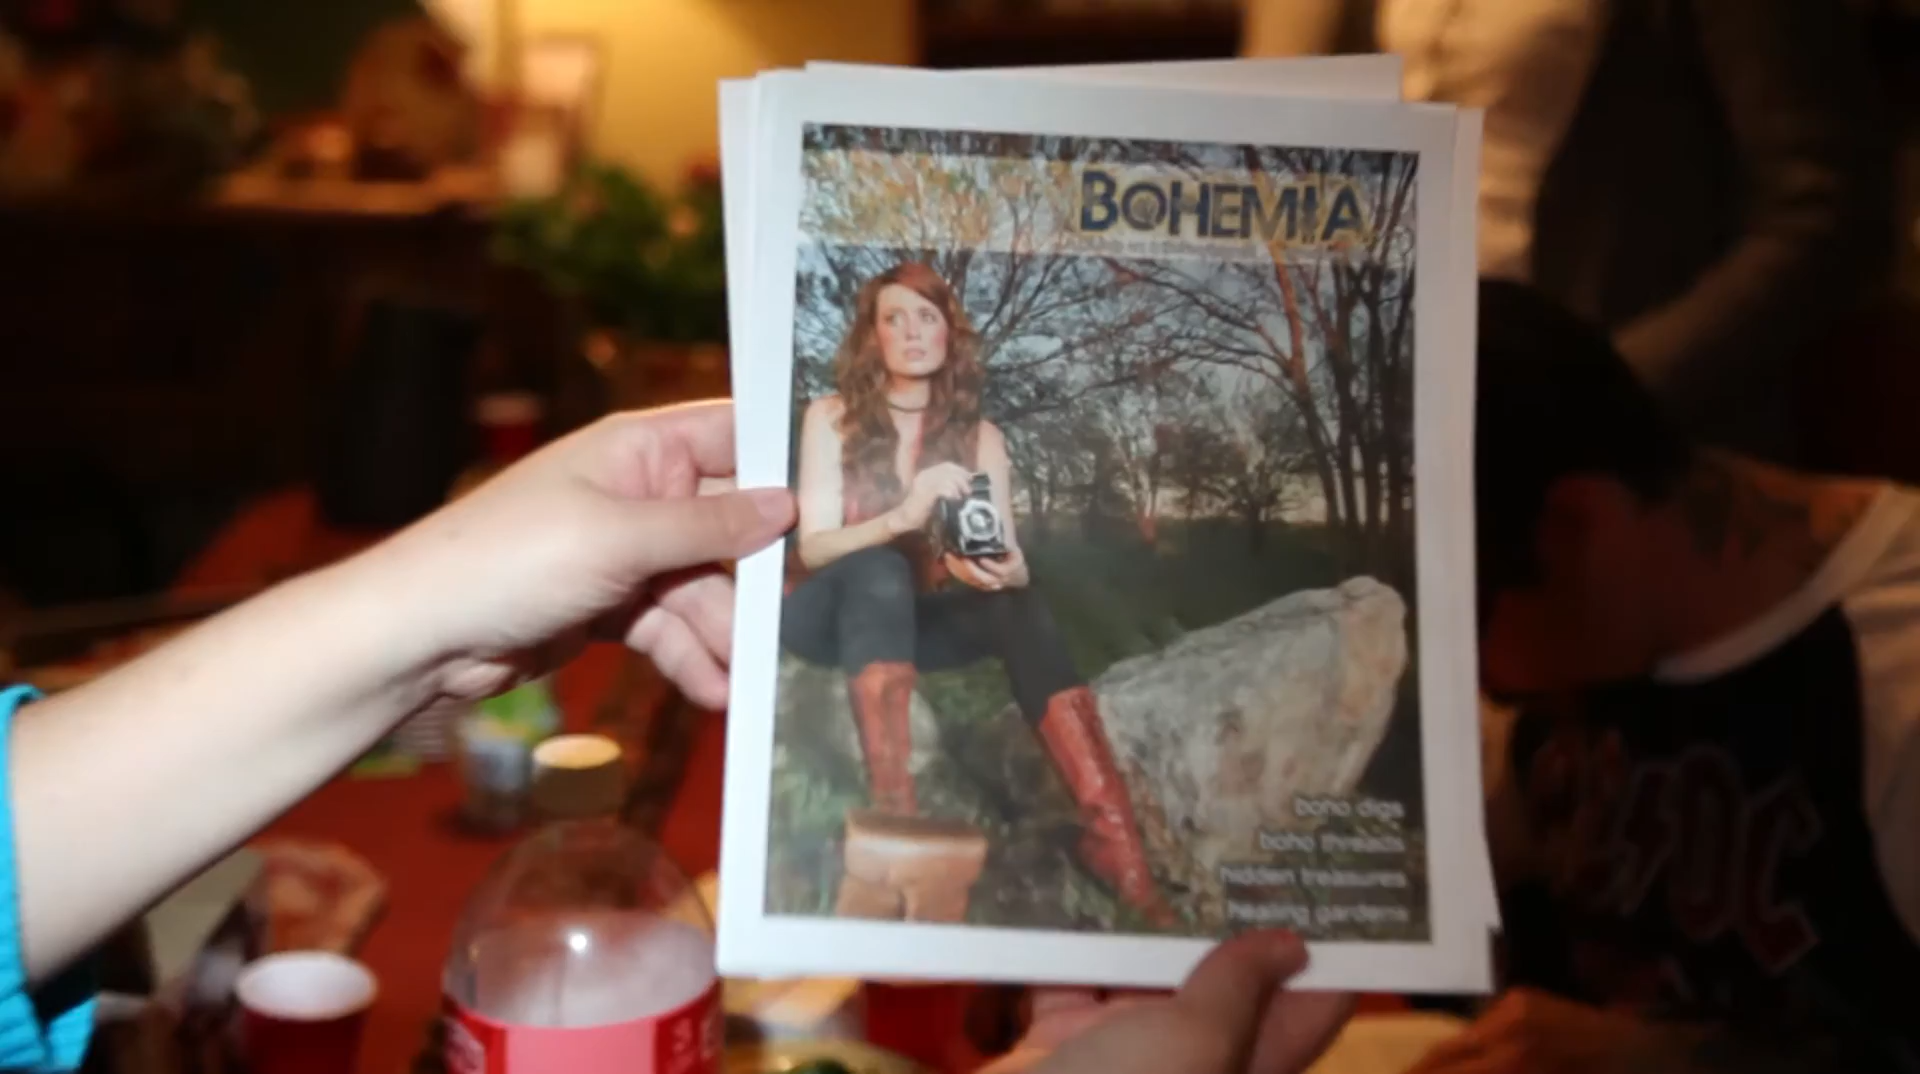 BOHEMIA
boho digs
boho threads
hidden treasures
healing gardens